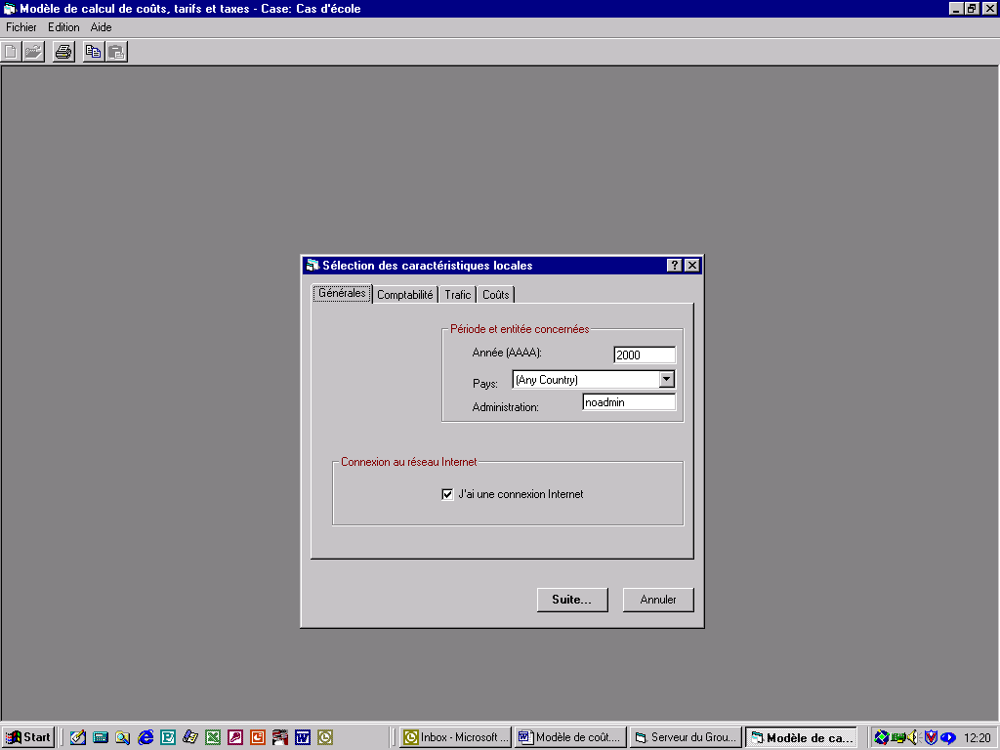 Modèle de calcul de coûts, tarifs et taxes - Case: Cas d'école
Fichier Edition Aide
Sélection des caractéristiques locales
Générales Comptabilité Trafic Coûts
Période et entitée concernées
Année (AAAA): 2000
Pays: (Any Country)
Administration: noadmin
Connexion au réseau Internet
J'ai une connexion Internet
Suite... Annuler
Start Inbox - Microsoft ... Modèle de coût.... Serveur du Grou... Modèle de ca... 12:20